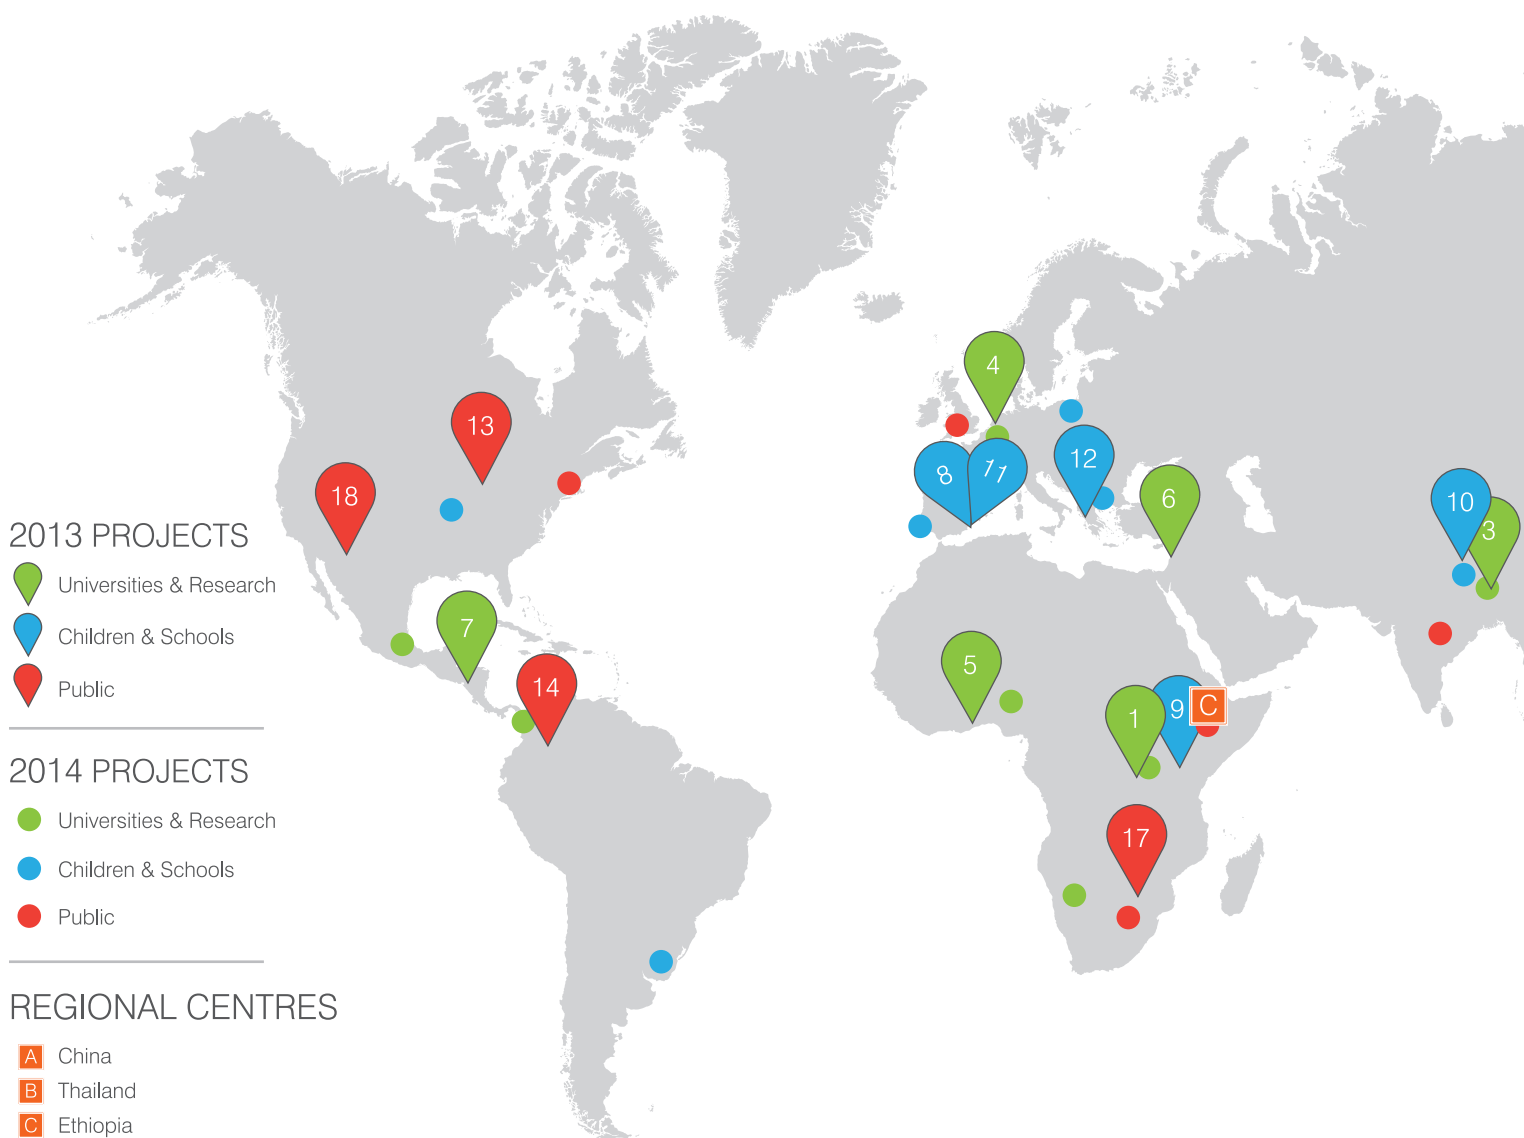 4
13
8
11
12
18
6
10
3
2013 PROJECTS
Universities & Research
Children & Schools
7
5
Public
14
1
9
C
2014 PROJECTS
Universities & Research
17
Children & Schools
Public
REGIONAL CENTRES
A China
B Thailand
C Ethiopia